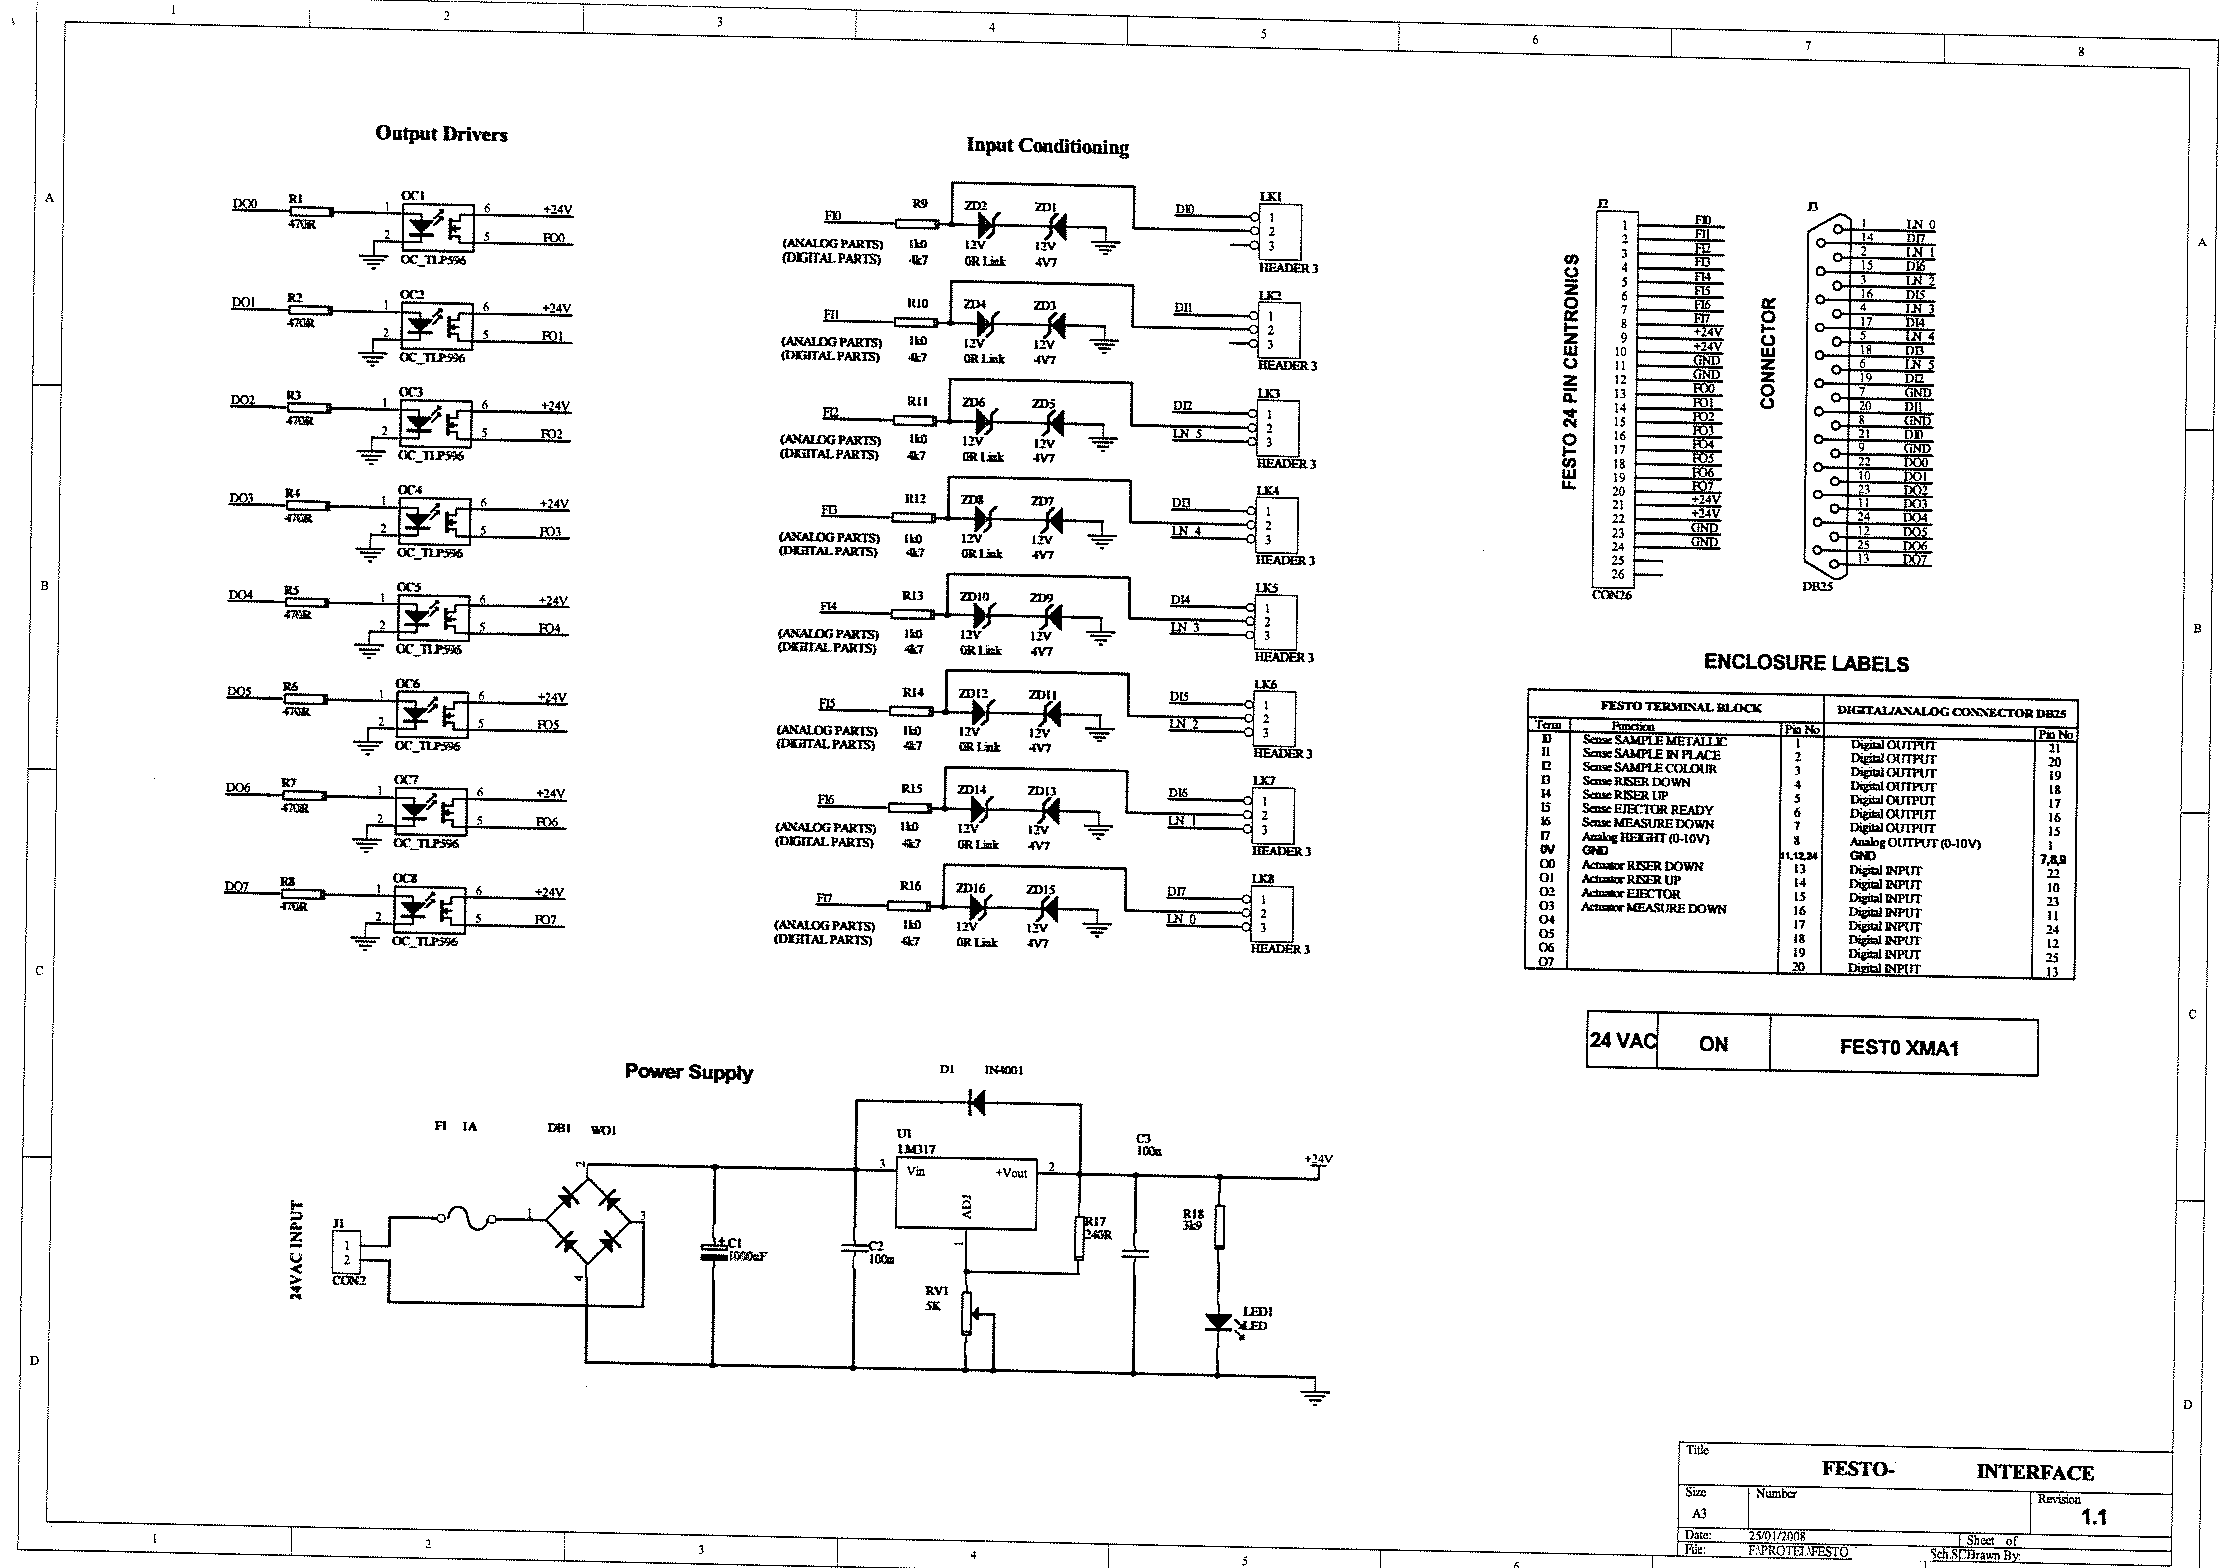 1 2 3 4 5 6 7 8
A
B
C
D
Output Drivers
DO0 R1 470R 1 2 OC1 OC_TLP596 6 5 +24V FO0
DO1 R2 470R 1 2 OC2 OC_TLP596 6 5 +24V FO1
DO2 R3 470R 1 2 OC3 OC_TLP596 6 5 +24V FO2
DO3 R4 470R 1 2 OC4 OC_TLP596 6 5 +24V FO3
DO4 R5 470R 1 2 OC5 OC_TLP596 6 5 +24V FO4
DO5 R6 470R 1 2 OC6 OC_TLP596 6 5 +24V FO5
DO6 R7 470R 1 2 OC7 OC_TLP596 6 5 +24V FO6
DO7 R8 470R 1 2 OC8 OC_TLP596 6 5 +24V FO7
Input Conditioning
FI0 R9 ZD2 ZD1 DI0 LK1 1 2 3 HEADER 3
(ANALOG PARTS) 1k0 12V 12V
(DIGITAL PARTS) 4k7 0R Link 4V7
FI1 R10 ZD4 ZD3 DI1 LK2 1 2 3 HEADER 3
(ANALOG PARTS) 1k0 12V 12V
(DIGITAL PARTS) 4k7 0R Link 4V7
FI2 R11 ZD6 ZD5 DI2 LN_5 LK3 1 2 3 HEADER 3
(ANALOG PARTS) 1k0 12V 12V
(DIGITAL PARTS) 4k7 0R Link 4V7
FI3 R12 ZD8 ZD7 DI3 LN_4 LK4 1 2 3 HEADER 3
(ANALOG PARTS) 1k0 12V 12V
(DIGITAL PARTS) 4k7 0R Link 4V7
FI4 R13 ZD10 ZD9 DI4 LN_3 LK5 1 2 3 HEADER 3
(ANALOG PARTS) 1k0 12V 12V
(DIGITAL PARTS) 4k7 0R Link 4V7
FI5 R14 ZD12 ZD11 DI5 LN_2 LK6 1 2 3 HEADER 3
(ANALOG PARTS) 1k0 12V 12V
(DIGITAL PARTS) 4k7 0R Link 4V7
FI6 R15 ZD14 ZD13 DI6 LN_1 LK7 1 2 3 HEADER 3
(ANALOG PARTS) 1k0 12V 12V
(DIGITAL PARTS) 4k7 0R Link 4V7
FI7 R16 ZD16 ZD15 DI7 LN_0 LK8 1 2 3 HEADER 3
(ANALOG PARTS) 1k0 12V 12V
(DIGITAL PARTS) 4k7 0R Link 4V7
FESTO 24 PIN CENTRONICS
J2
1 FI0
2 FI1
3 FI2
4 FI3
5 FI4
6 FI5
7 FI6
8 FI7
9 +24V
10 +24V
11 GND
12 GND
13 FO0
14 FO1
15 FO2
16 FO3
17 FO4
18 FO5
19 FO6
20 FO7
21 +24V
22 +24V
23 GND
24 GND
25
26
CON26
CONNECTOR
J3
1 LN_0
14 DI7
2 LN_1
15 DI6
3 LN_2
16 DI5
4 LN_3
17 DI4
5 LN_4
18 DI3
6 LN_5
19 DI2
7 GND
20 DI1
8 GND
21 DI0
9 GND
22 DO0
10 DO1
23 DO2
11 DO3
24 DO4
12 DO5
25 DO6
13 DO7
DB25
ENCLOSURE LABELS
FESTO TERMINAL BLOCK DIGITAL/ANALOG CONNECTOR DB25
Term Function Pin No Pin No
I0 Sense SAMPLE METALLIC 1 Digital OUTPUT 21
I1 Sense SAMPLE IN PLACE 2 Digital OUTPUT 20
I2 Sense SAMPLE COLOUR 3 Digital OUTPUT 19
I3 Sense RISER DOWN 4 Digital OUTPUT 18
I4 Sense RISER UP 5 Digital OUTPUT 17
I5 Sense EJECTOR READY 6 Digital OUTPUT 16
I6 Sense MEASURE DOWN 7 Digital OUTPUT 15
I7 Analog HEIGHT (0-10V) 8 Analog OUTPUT (0-10V) 1
0V GND 11,12,24 GND 7,8,9
O0 Actuator RISER DOWN 13 Digital INPUT 22
O1 Actuator RISER UP 14 Digital INPUT 10
O2 Actuator EJECTOR 15 Digital INPUT 23
O3 Actuator MEASURE DOWN 16 Digital INPUT 11
O4 17 Digital INPUT 24
O5 18 Digital INPUT 12
O6 19 Digital INPUT 25
O7 20 Digital INPUT 13
24 VAC ON FEST0 XMA1
Power Supply
24VAC INPUT
J1 1 2 CON2
F1 1A
DB1 WO1
1 2 3 4
+C1 1000uF
C2 100n
D1 IN4001
U1 LM317
3 Vin +Vout 2
ADJ 1
RV1 5K
R17 240R
C3 100n
R18 3k9
LED1 LED
+24V
Title
FESTO- INTERFACE
Size Number Revision
A3 1.1
Date: 25/01/2008 Sheet of
File: F:\PROTEL\FESTO Sch.SC Drawn By:
1 2 3 4 5 6